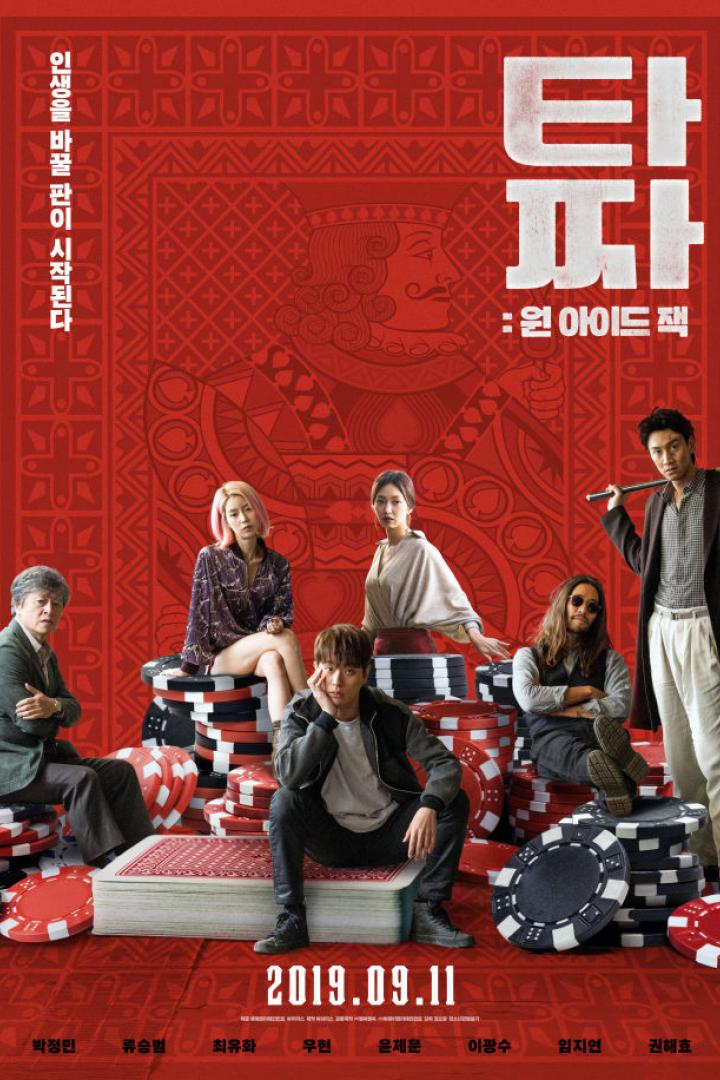 인생을 바꿀 판이 시작된다
타
짜
: 원 아이드 잭
2019.09.11
박정민 류승범 최유화 우현 윤제문 이광수 임지연 권해효